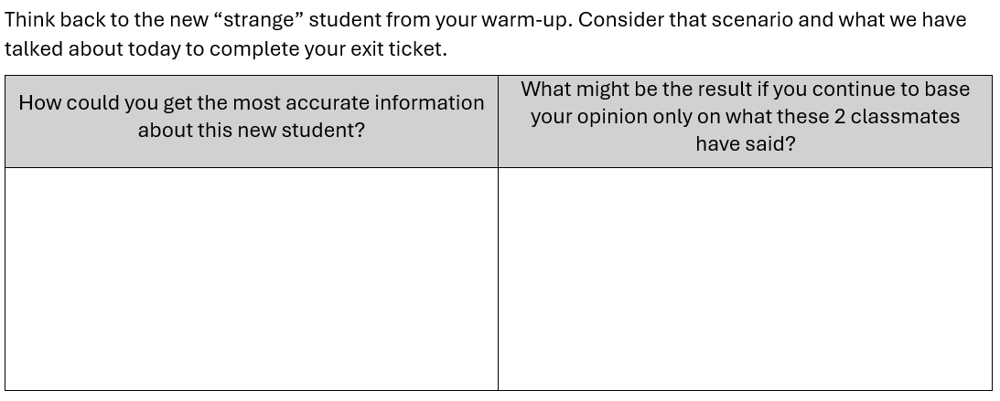 Think back to the new “strange” student from your warm-up. Consider that scenario and what we have
talked about today to complete your exit ticket.
How could you get the most accurate information
about this new student?
What might be the result if you continue to base
your opinion only on what these 2 classmates
have said?